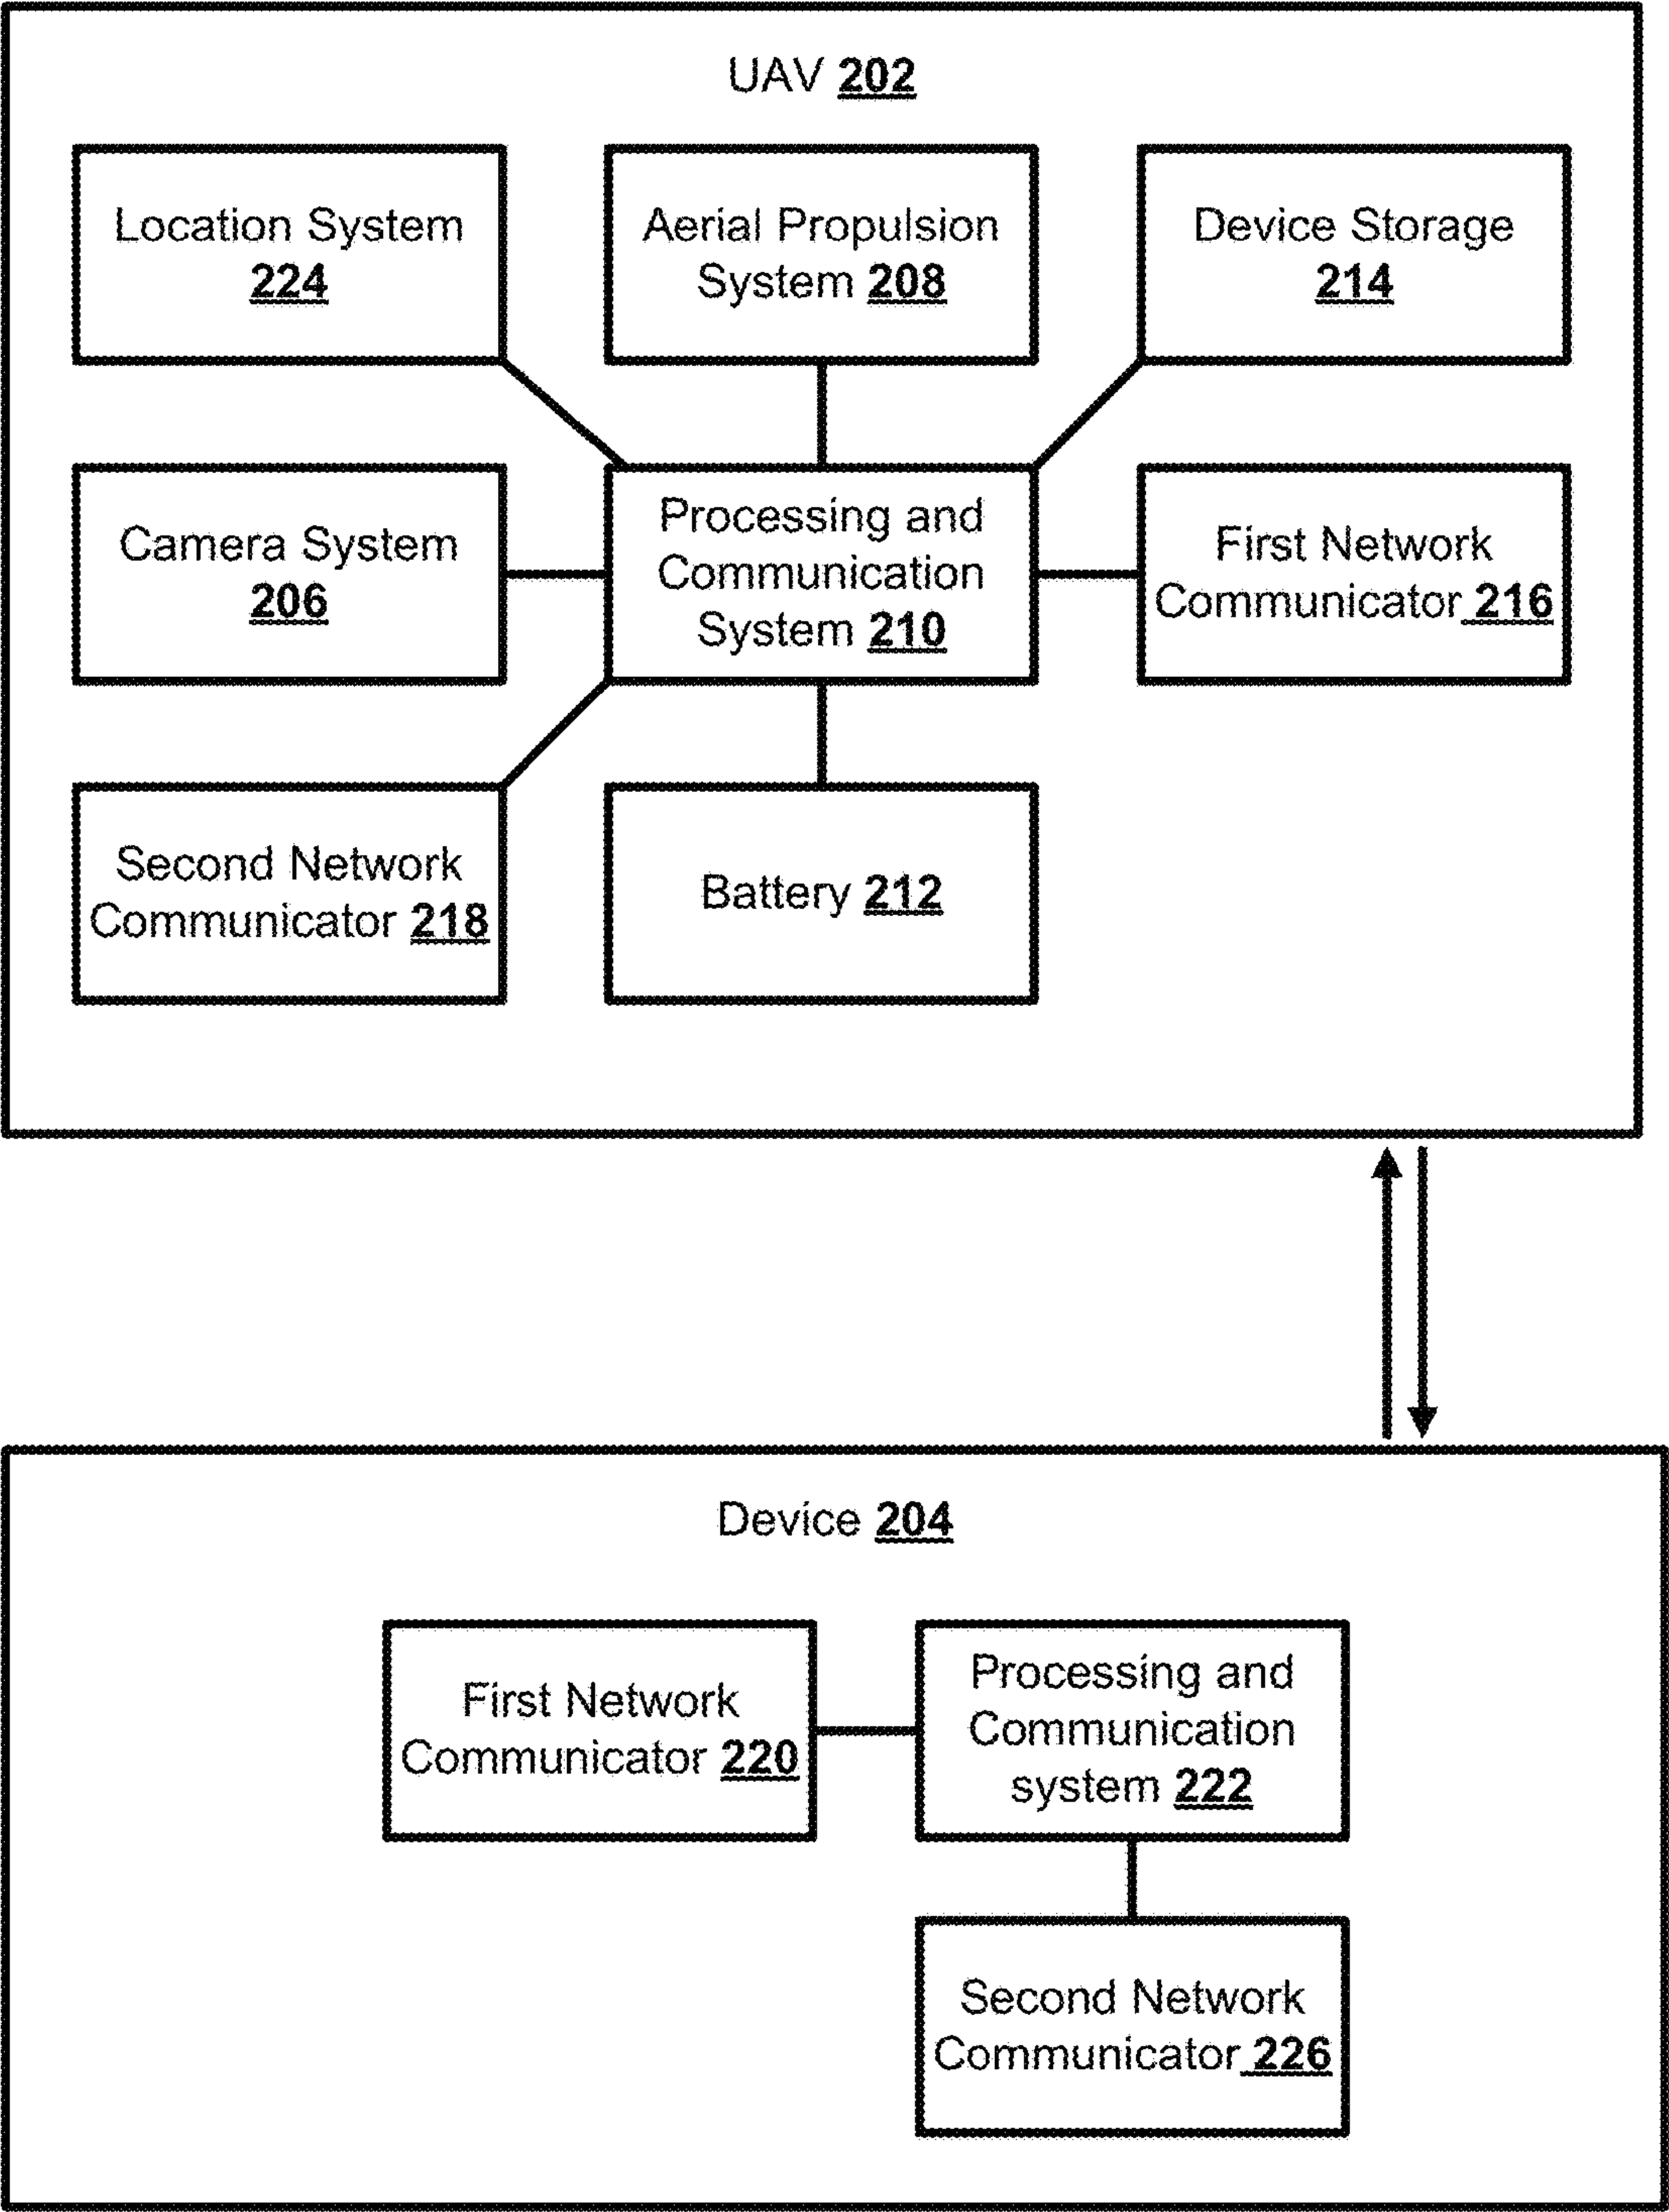 UAV 202
Location System
224
Aerial Propulsion
System 208
Device Storage
214
Camera System
206
Processing and
Communication
System 210
First Network
Communicator 216
Second Network
Communicator 218
Battery 212
Device 204
First Network
Communicator 220
Processing and
Communication
system 222
Second Network
Communicator 226